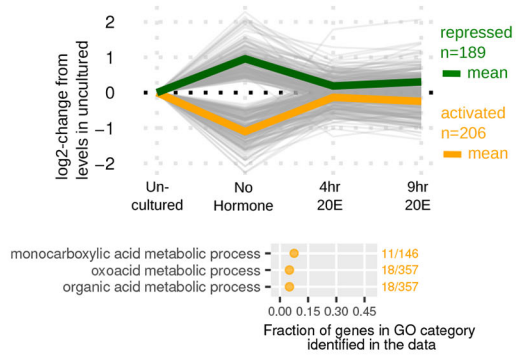 log2-change from
levels in uncultured
2
1
0
−1
−2
Un-
cultured
No
Hormone
4hr
20E
9hr
20E
repressed
n=189
mean
activated
n=206
mean
monocarboxylic acid metabolic process
11/146
oxoacid metabolic process
18/357
organic acid metabolic process
18/357
0.00 0.15 0.30 0.45
Fraction of genes in GO category
identified in the data